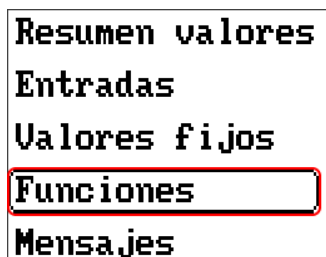 Resumen valores
Entradas
Valores fijos
Funciones
Mensajes